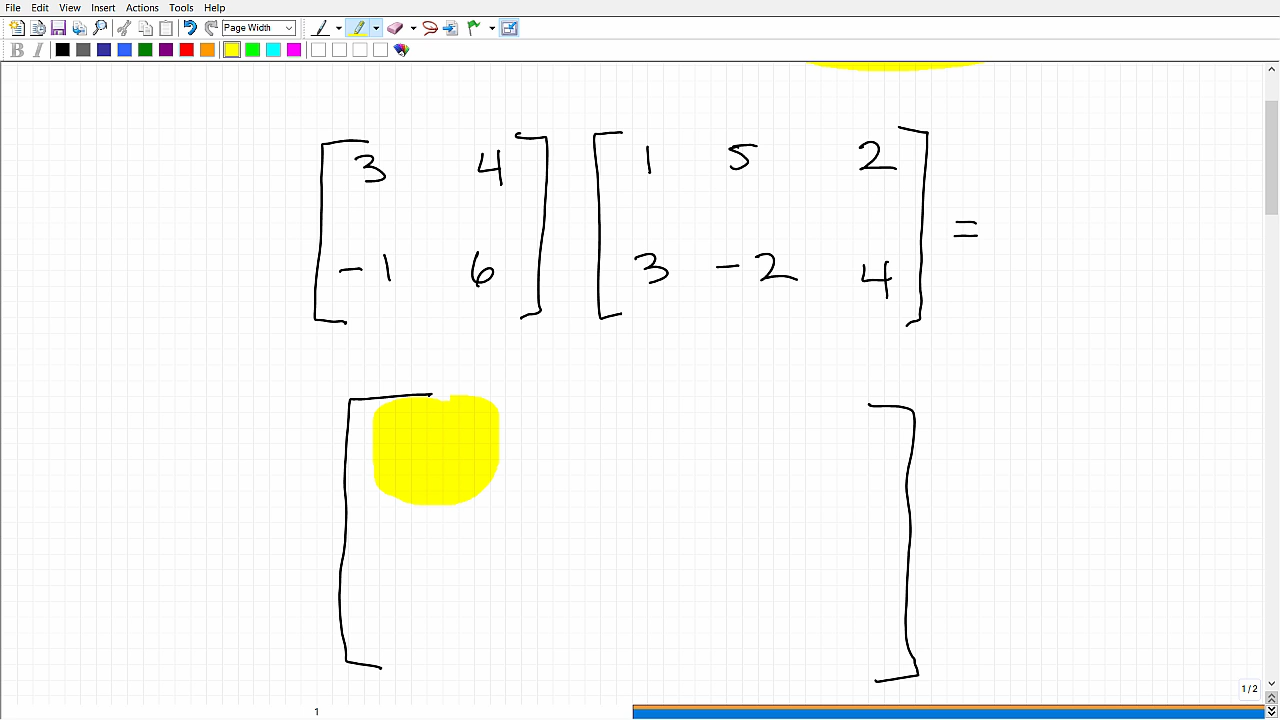 File Edit View Insert Actions Tools Help
Page Width
B I
3 4 1 5 2
=
-1 6 3 -2 4
1/2
1